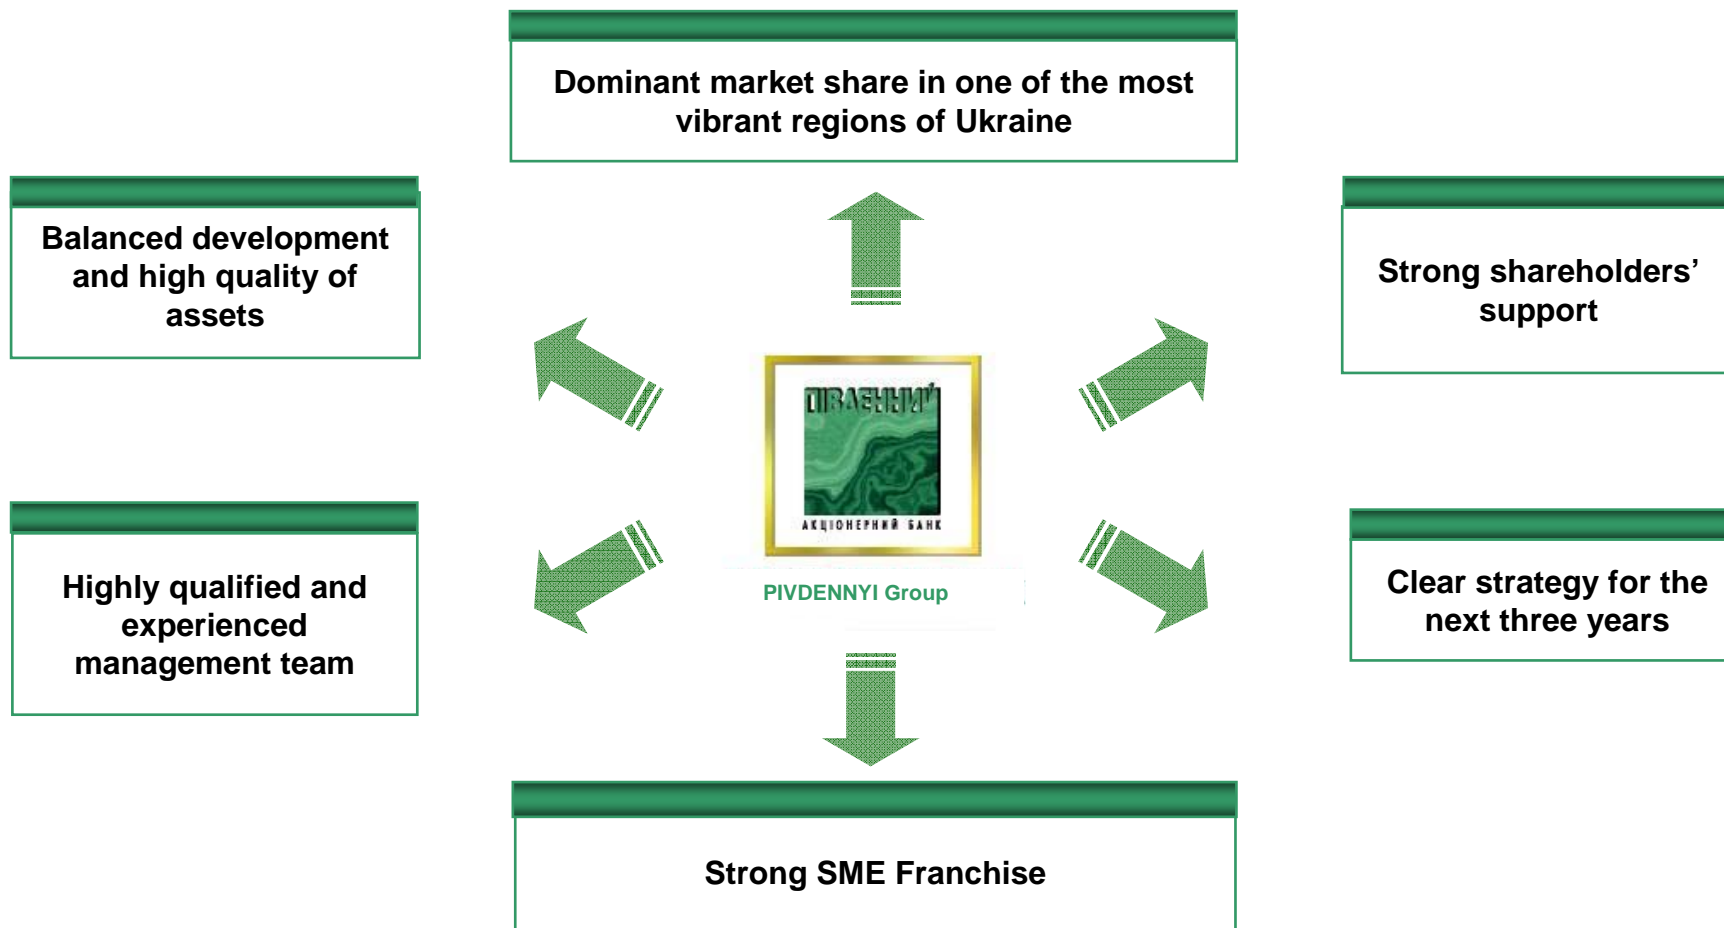 Dominant market share in one of the most
vibrant regions of Ukraine
Balanced development
and high quality of
assets
Strong shareholders’
support
ПІВДЕННИЙ
АКЦІОНЕРНИЙ БАНК
PIVDENNYI Group
Highly qualified and
experienced
management team
Clear strategy for the
next three years
Strong SME Franchise